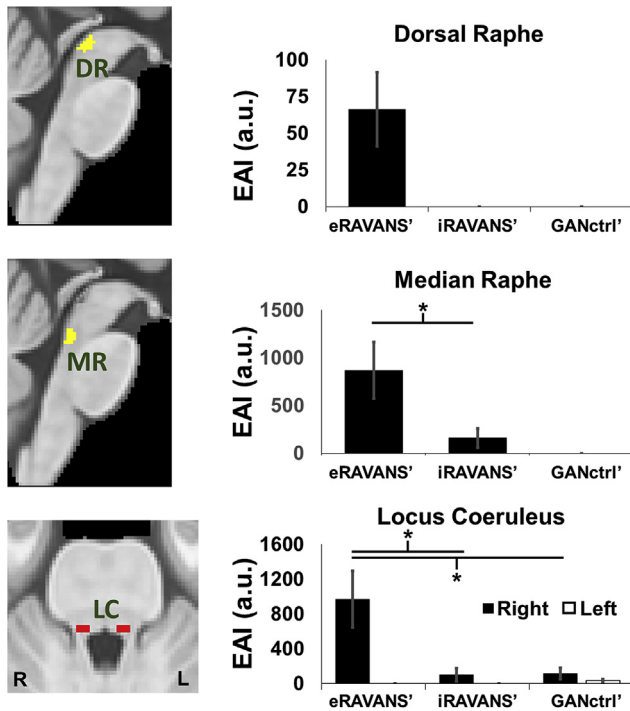 DR
Dorsal Raphe
EAI (a.u.)
100
75
50
25
0
eRAVANS’ iRAVANS’ GANctrl’
MR
Median Raphe
*
EAI (a.u.)
1500
1000
500
0
eRAVANS’ iRAVANS’ GANctrl’
LC
R L
Locus Coeruleus
*
*
EAI (a.u.)
1600
1200
800
400
0
Right Left
eRAVANS’ iRAVANS’ GANctrl’